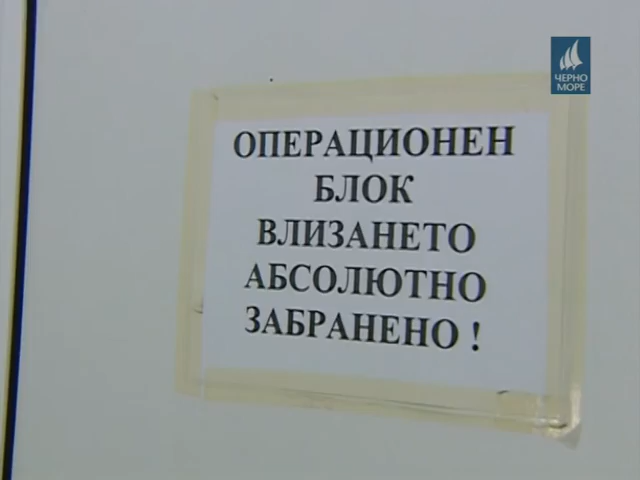 ЧЕРНО
МОРЕ
ОПЕРАЦИОНЕН
БЛОК
ВЛИЗАНЕТО
АБСОЛЮТНО
ЗАБРАНЕНО !